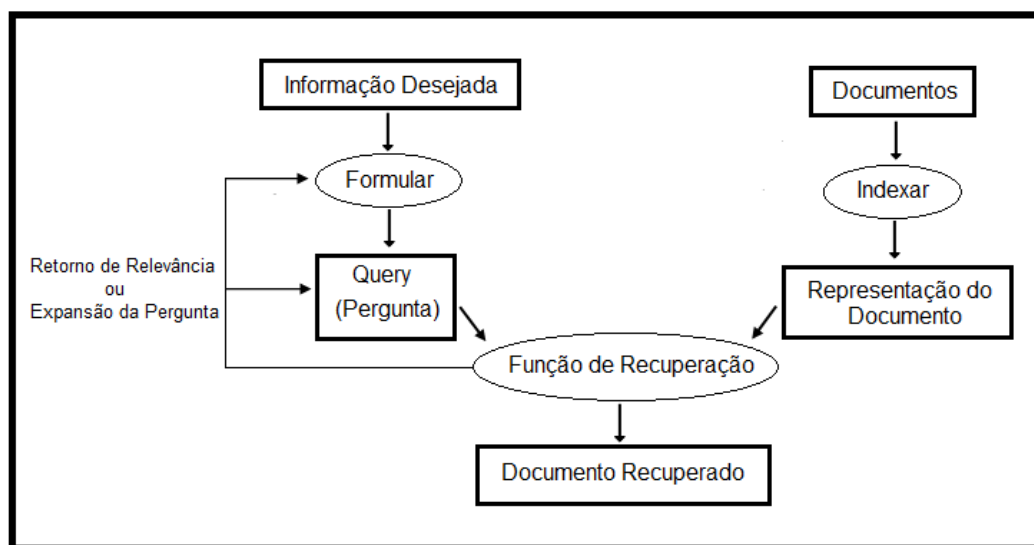 Informação Desejada
Documentos
Formular
Indexar
Retorno de Relevância
ou
Expansão da Pergunta
Query
(Pergunta)
Representação do
Documento
Função de Recuperação
Documento Recuperado